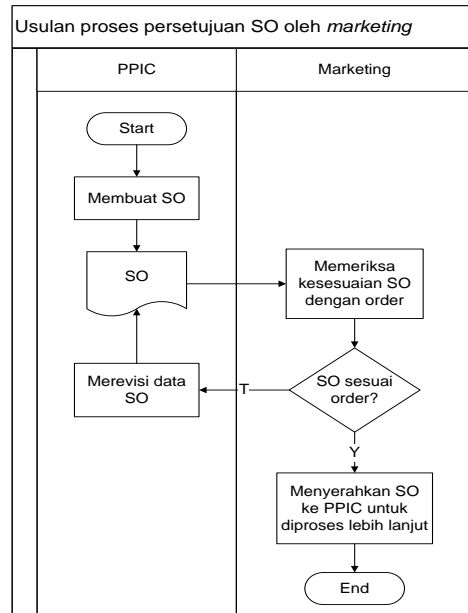 Usulan proses persetujuan SO oleh marketing
PPIC
Marketing
Start
Membuat SO
SO
Memeriksa
kesesuaian SO
dengan order
Merevisi data
SO
T
SO sesuai
order?
Y
Menyerahkan SO
ke PPIC untuk
diproses lebih lanjut
End